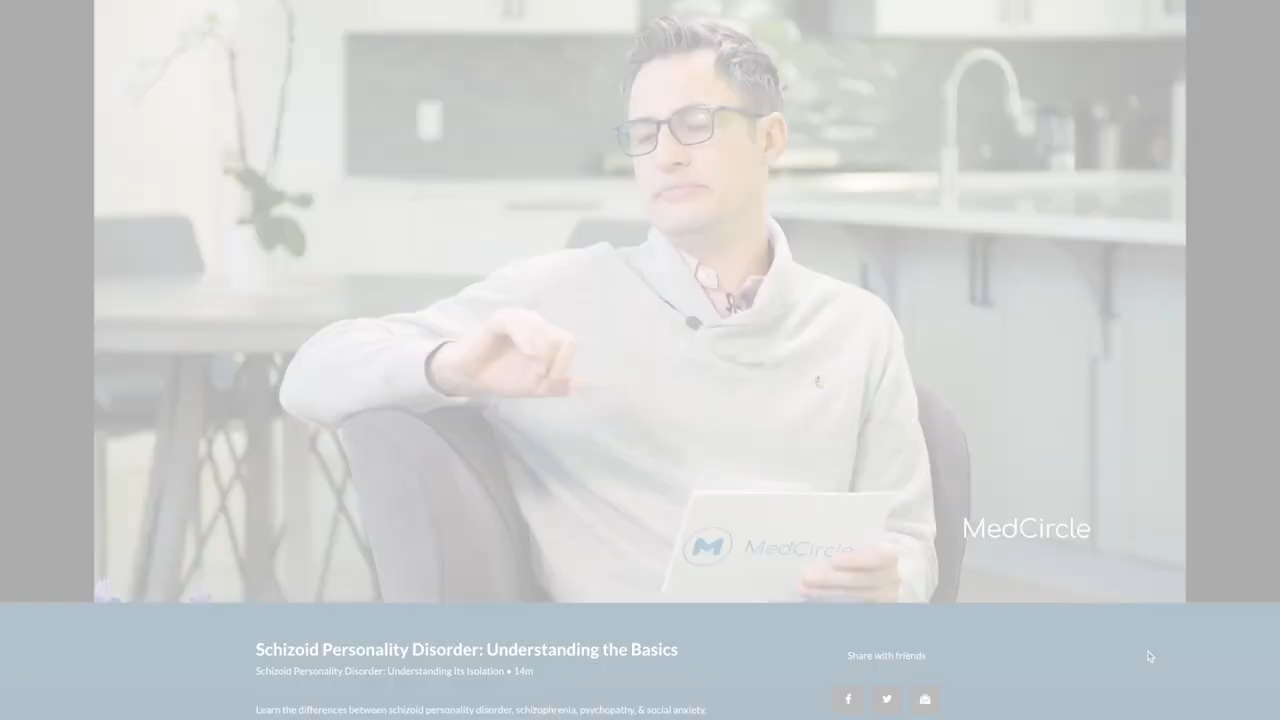 MedCircle
MedCircle
Schizoid Personality Disorder: Understanding the Basics
Share with friends
Schizoid Personality Disorder: Understanding Its Isolation • 14m
Learn the differences between schizoid personality disorder, schizophrenia, psychopathy, & social anxiety.